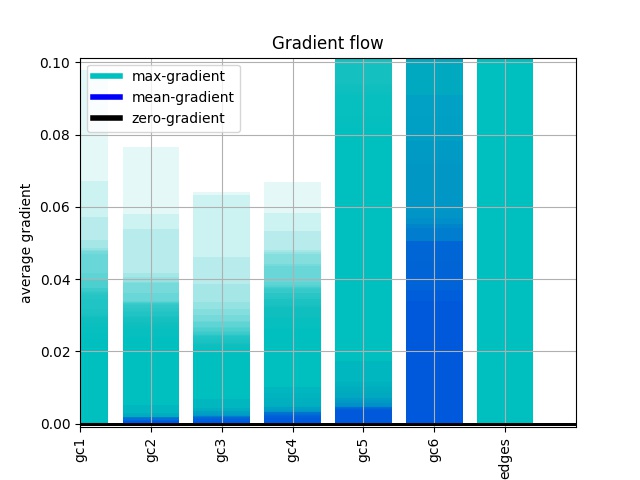 Gradient flow
0.10
0.08
0.06
0.04
0.02
0.00
average gradient
max-gradient
mean-gradient
zero-gradient
gc1
gc2
gc3
gc4
gc5
gc6
edges